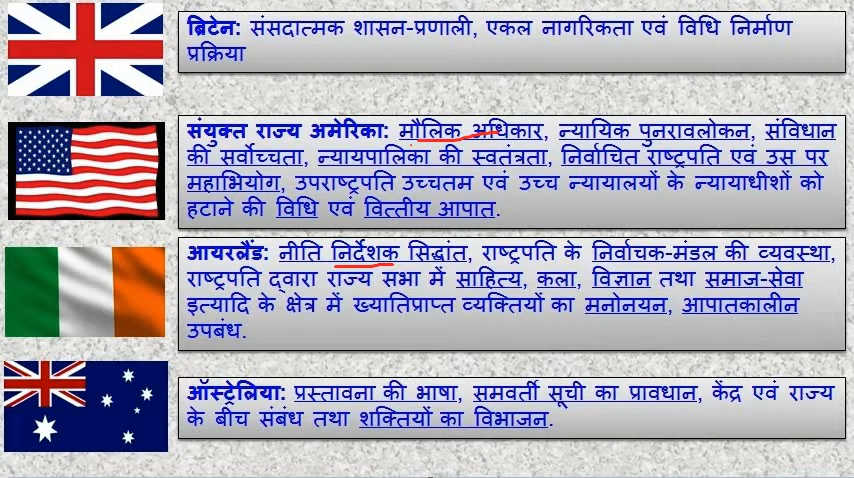 ब्रिटेन: संसदात्मक शासन-प्रणाली, एकल नागरिकता एवं विधि निर्माण
प्रक्रिया
संयुक्त राज्य अमेरिका: मौलिक अधिकार, न्यायिक पुनरावलोकन, संविधान
की सर्वोच्चता, न्यायपालिका की स्वतंत्रता, निर्वाचित राष्ट्रपति एवं उस पर
महाभियोग, उपराष्ट्रपति उच्चतम एवं उच्च न्यायालयों के न्यायाधीशों को
हटाने की विधि एवं वित्तीय आपात.
आयरलैंड: नीति निर्देशक सिद्धांत, राष्ट्रपति के निर्वाचक-मंडल की व्यवस्था,
राष्ट्रपति द्वारा राज्य सभा में साहित्य, कला, विज्ञान तथा समाज-सेवा
इत्यादि के क्षेत्र में ख्यातिप्राप्त व्यक्तियों का मनोनयन, आपातकालीन
उपबंध.
ऑस्ट्रेलिया: प्रस्तावना की भाषा, समवर्ती सूची का प्रावधान, केंद्र एवं राज्य
के बीच संबंध तथा शक्तियों का विभाजन.